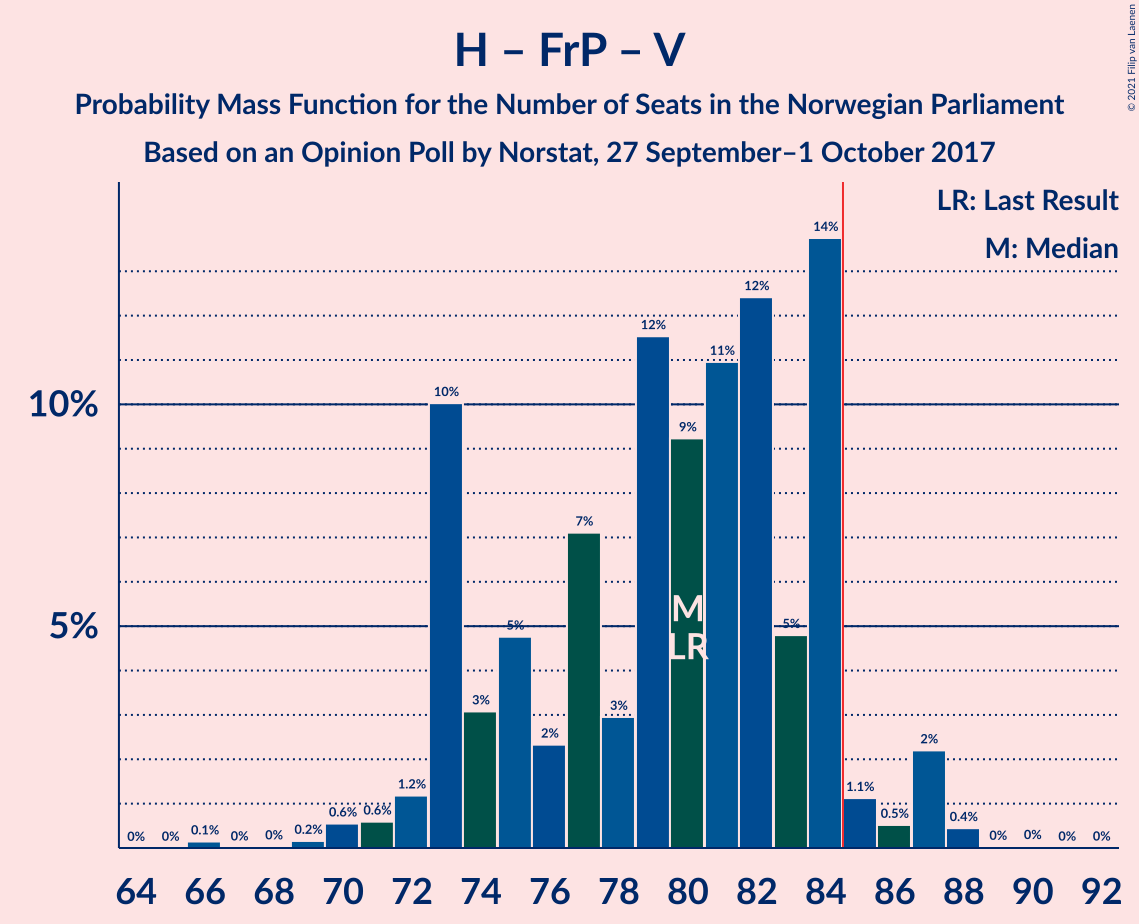 H – FrP – V
Probability Mass Function for the Number of Seats in the Norwegian Parliament
Based on an Opinion Poll by Norstat, 27 September–1 October 2017
© 2021 Filip van Laenen
LR: Last Result
M: Median
10%
5%
0% 0% 0.1% 0% 0% 0.2% 0.6% 0.6% 1.2% 10% 3% 5% 2% 7% 3% 12% 9% 11% 12% 5% 14% 1.1% 0.5% 2% 0.4% 0% 0% 0% 0%
M
LR
64 66 68 70 72 74 76 78 80 82 84 86 88 90 92